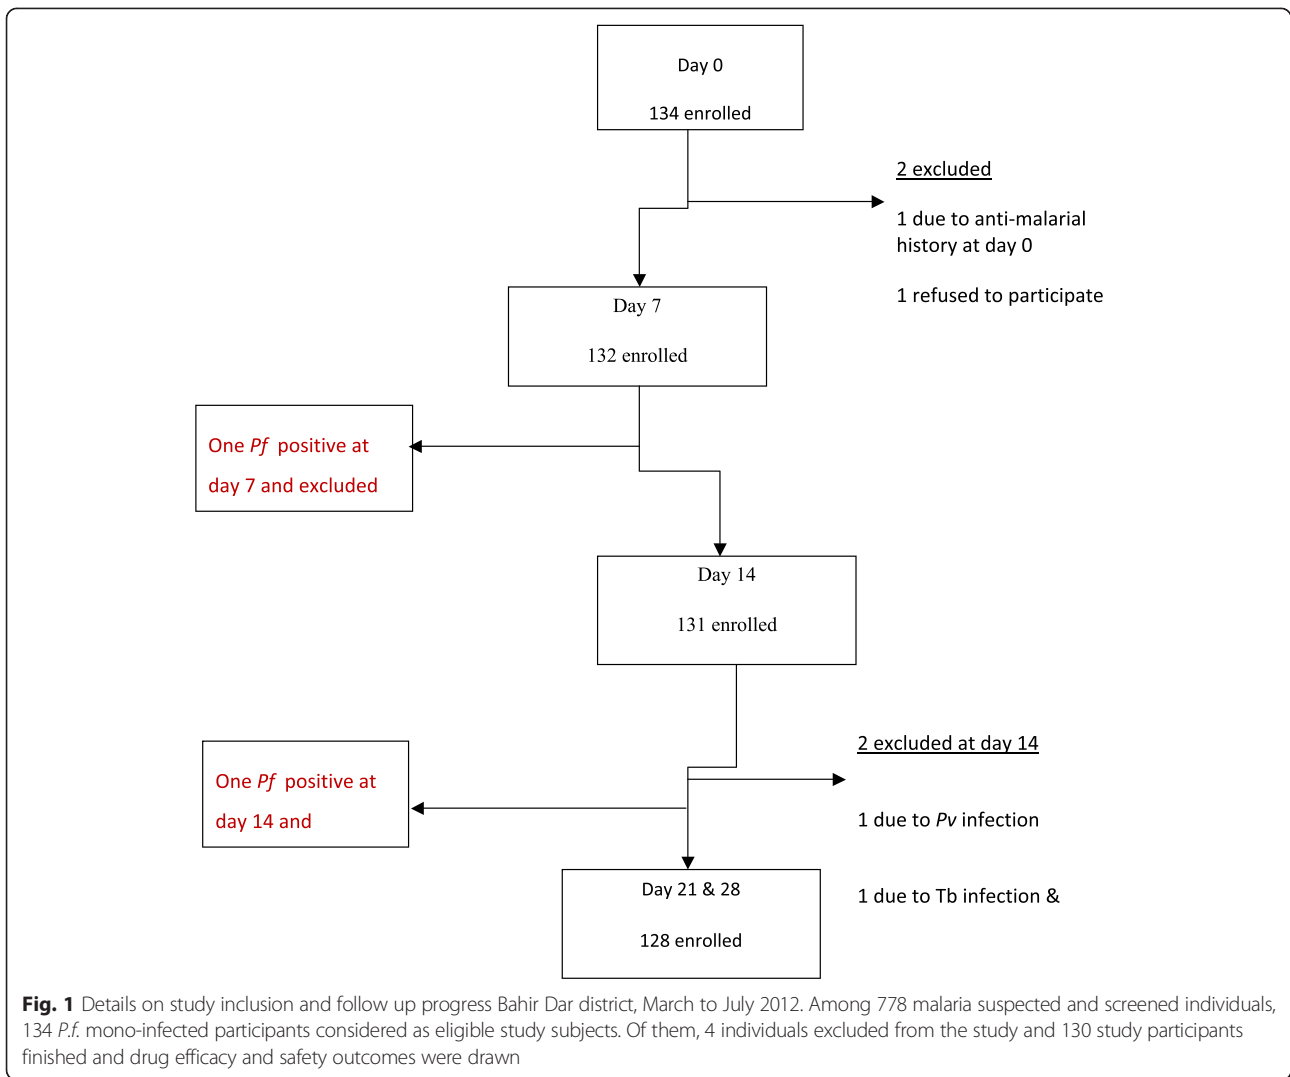 Day 0
134 enrolled
2 excluded
1 due to anti-malarial
history at day 0
1 refused to participate
Day 7
132 enrolled
One Pf positive at
day 7 and excluded
Day 14
131 enrolled
2 excluded at day 14
One Pf positive at
day 14 and
1 due to Pv infection
1 due to Tb infection &
Day 21 & 28
128 enrolled
Fig. 1 Details on study inclusion and follow up progress Bahir Dar district, March to July 2012. Among 778 malaria suspected and screened individuals,
134 P.f. mono-infected participants considered as eligible study subjects. Of them, 4 individuals excluded from the study and 130 study participants
finished and drug efficacy and safety outcomes were drawn